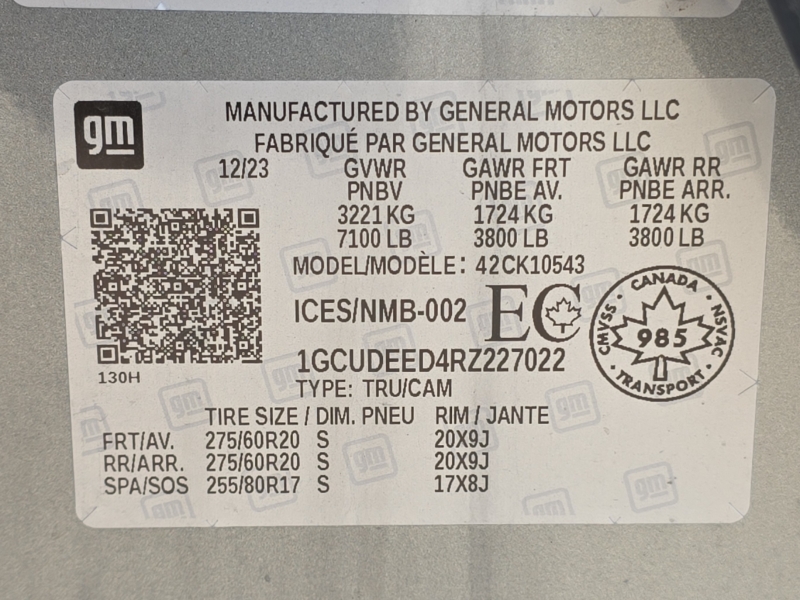 gm
MANUFACTURED BY GENERAL MOTORS LLC
FABRIQUÉ PAR GENERAL MOTORS LLC
12/23 GVWR GAWR FRT GAWR RR
PNBV PNBE AV. PNBE ARR.
3221 KG 1724 KG 1724 KG
7100 LB 3800 LB 3800 LB
MODEL/MODÈLE: 42CK10543
ICES/NMB-002 EC
CANADA
CMVSS · 985 · NSVAC
TRANSPORT
1GCUDEED4RZ227022
130H
TYPE: TRU/CAM
TIRE SIZE / DIM. PNEU RIM / JANTE
FRT/AV. 275/60R20 S 20X9J
RR/ARR. 275/60R20 S 20X9J
SPA/SOS 255/80R17 S 17X8J